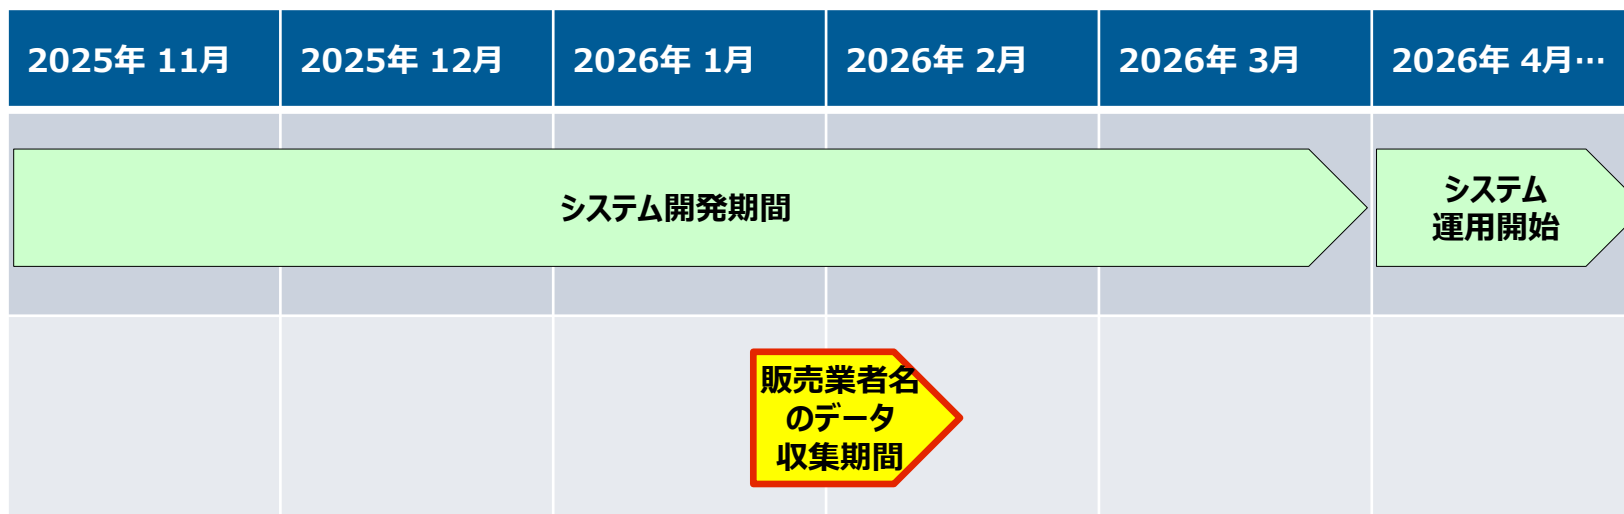 2025年 11月
2025年 12月
2026年 1月
2026年 2月
2026年 3月
2026年 4月…
システム開発期間
システム
運用開始
販売業者名
のデータ
収集期間